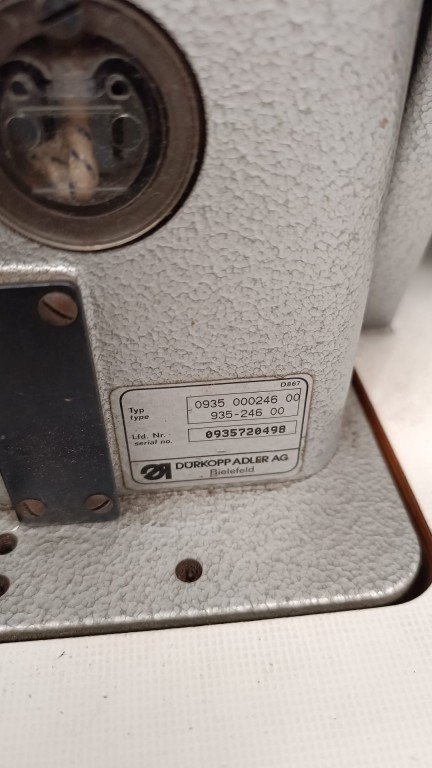 D867
Typ
type
0935 000246 00
935-246 00
Lfd. Nr.
serial no.
0935720498
DÜRKOPP ADLER AG
Bielefeld